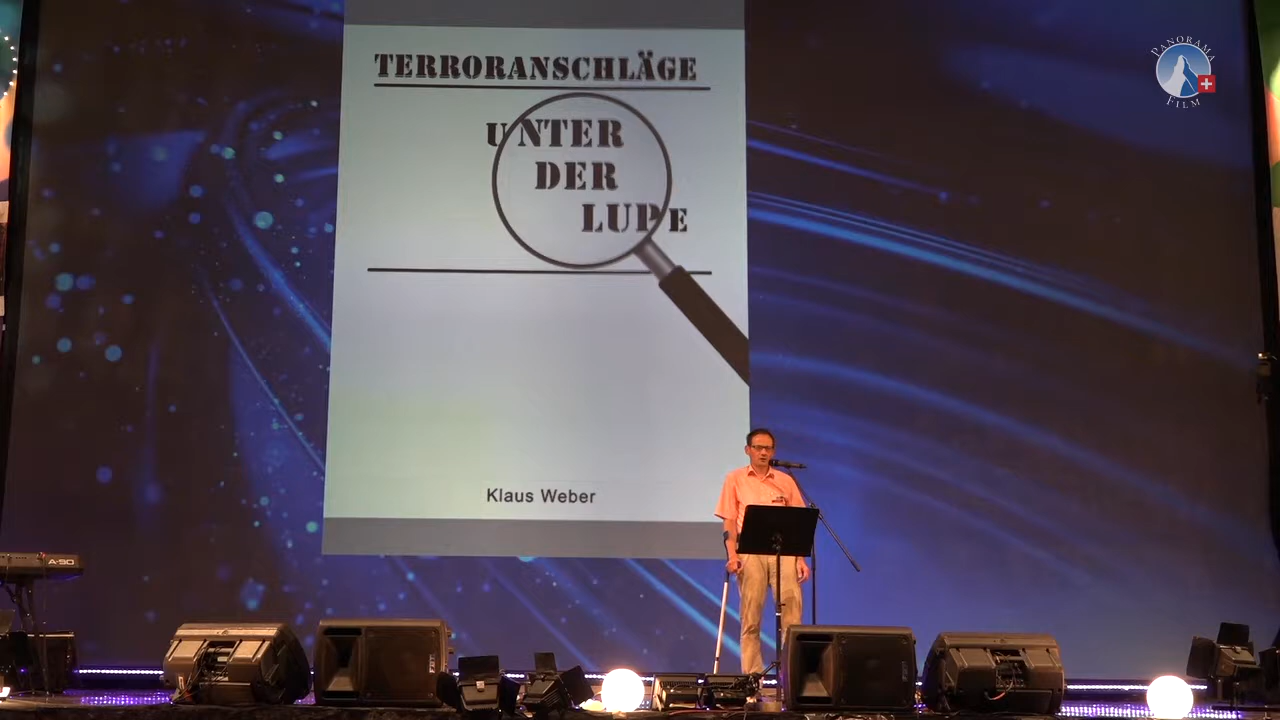 TERRORANSCHLÄGE
UNTER
DER
LUPE
Klaus Weber
PANORAMA
FILM
A-90